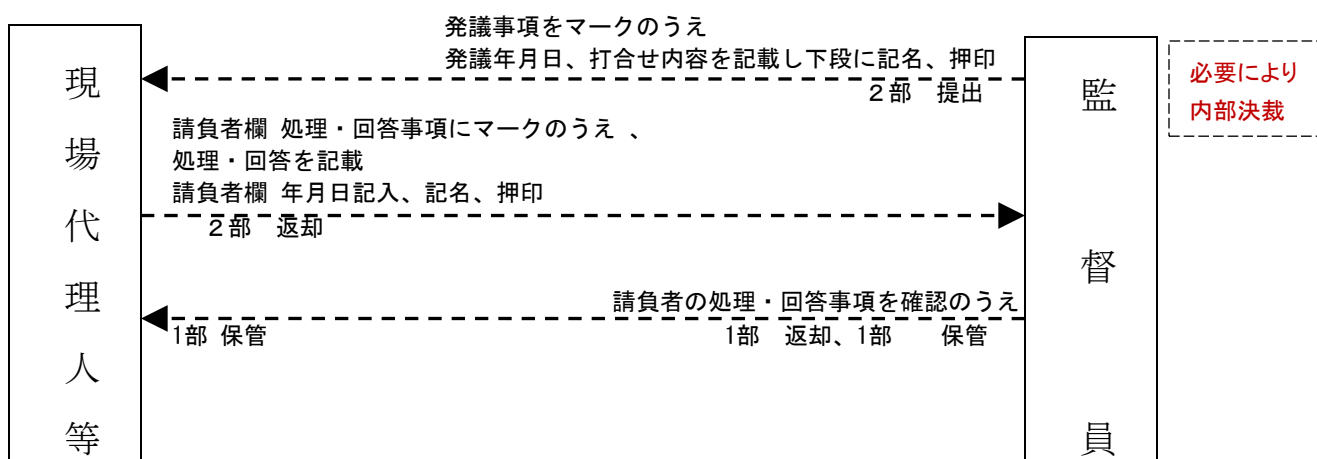 発議事項をマークのうえ
発議年月日、打合せ内容を記載し下段に記名、押印
2部 提出
必要により
内部決裁
現場代理人等
監督員
請負者欄 処理・回答事項にマークのうえ 、
処理・回答を記載
請負者欄 年月日記入、記名、押印
2部 返却
請負者の処理・回答事項を確認のうえ
1部 保管
1部 返却、1部 保管